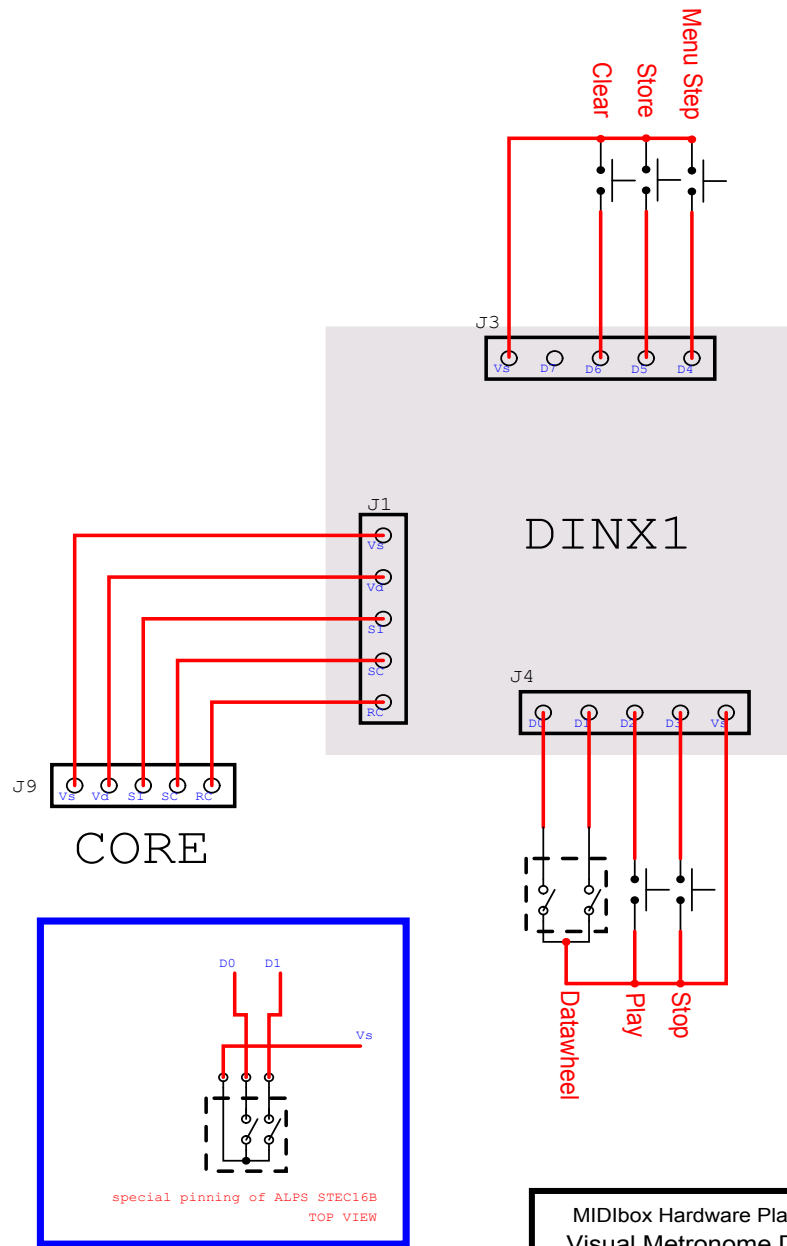 Clear
Store
Menu Step
J3
Vs D7 D6 D5 D4
J1
Vs
Vd
SI
SC
RC
DINX1
J4
D0 D1 D2 D3 Vs
J9
Vs Vd SI SC RC
CORE
Datawheel
Play
Stop
D0 D1
Vs
special pinning of ALPS STEC16B
TOP VIEW
MIDIbox Hardware Pla
Visual Metronome D